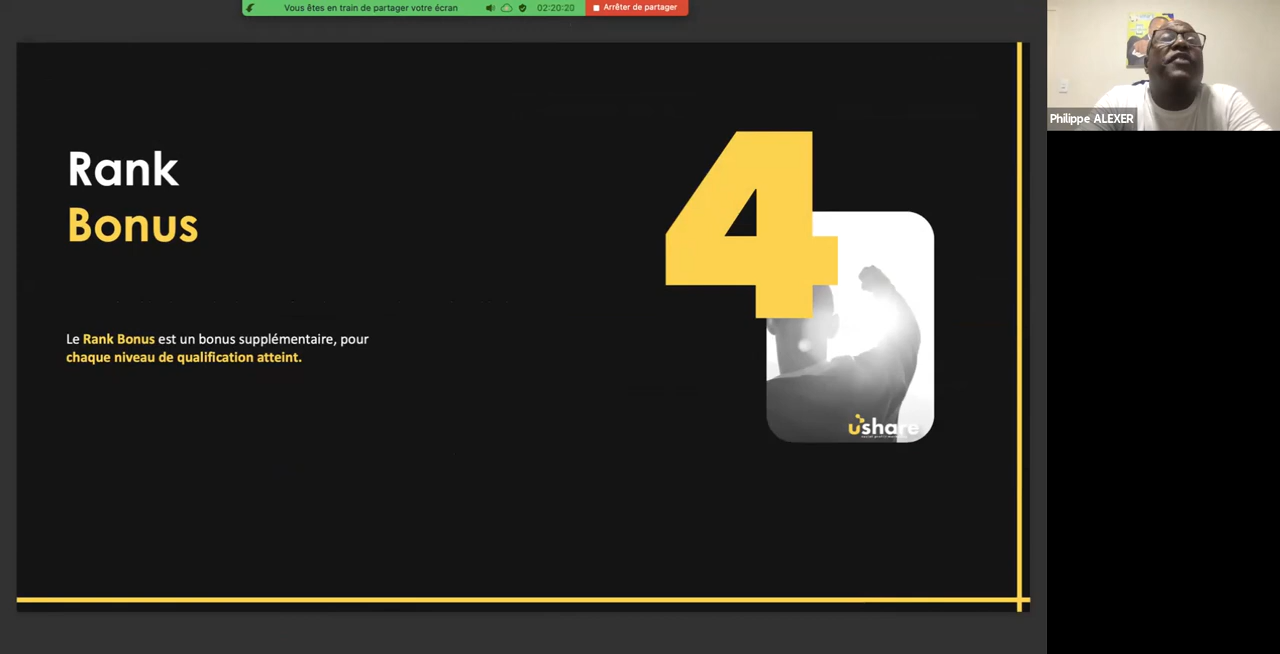 Vous êtes en train de partager votre écran
02:20:20
Arrêter de partager
Philippe ALEXER
Rank
Bonus
4
Le Rank Bonus est un bonus supplémentaire, pour
chaque niveau de qualification atteint.
ushare